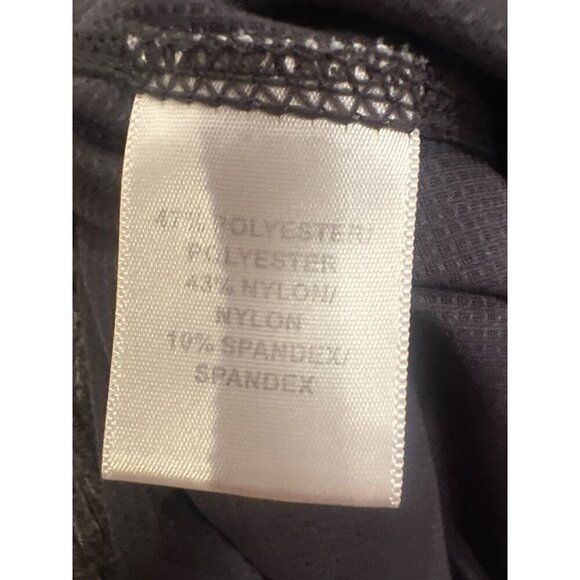 47% POLYESTER/
POLYESTER
43% NYLON/
NYLON
10% SPANDEX/
SPANDEX